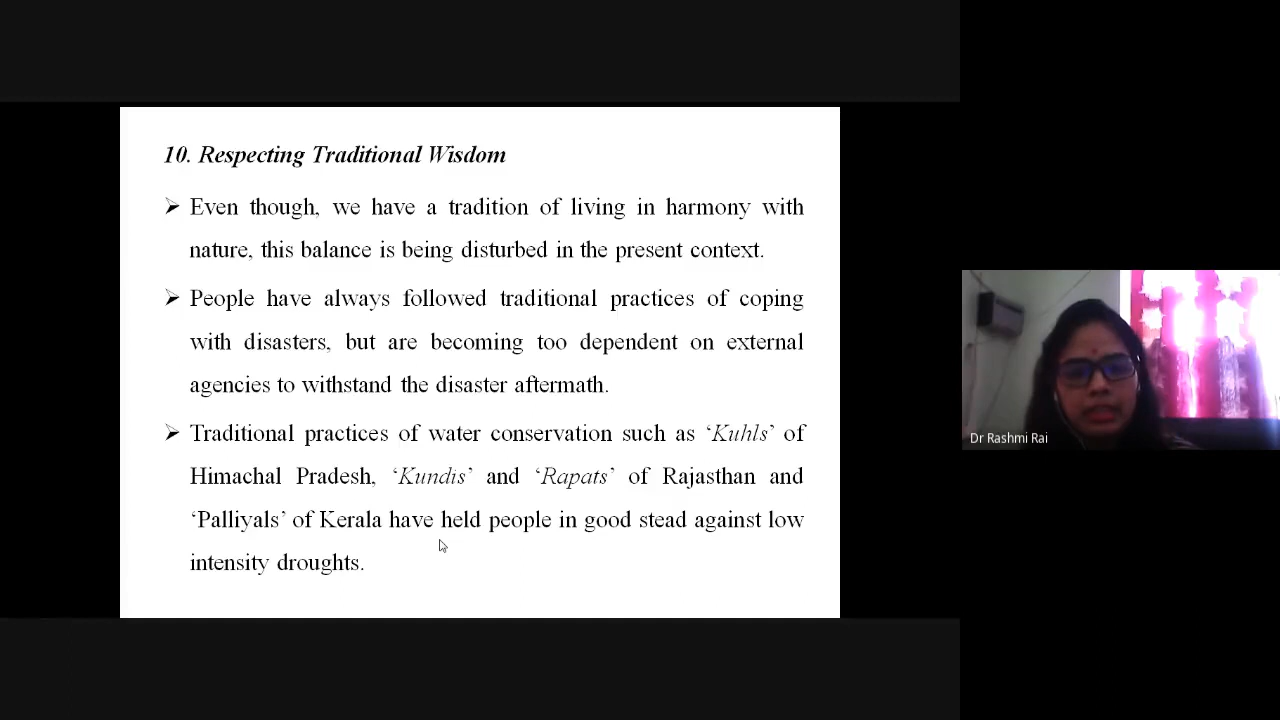 10. Respecting Traditional Wisdom
➢ Even though, we have a tradition of living in harmony with
nature, this balance is being disturbed in the present context.
➢ People have always followed traditional practices of coping
with disasters, but are becoming too dependent on external
agencies to withstand the disaster aftermath.
➢ Traditional practices of water conservation such as ‘Kuhls’ of
Himachal Pradesh, ‘Kundis’ and ‘Rapats’ of Rajasthan and
‘Palliyals’ of Kerala have held people in good stead against low
intensity droughts.
Dr Rashmi Rai